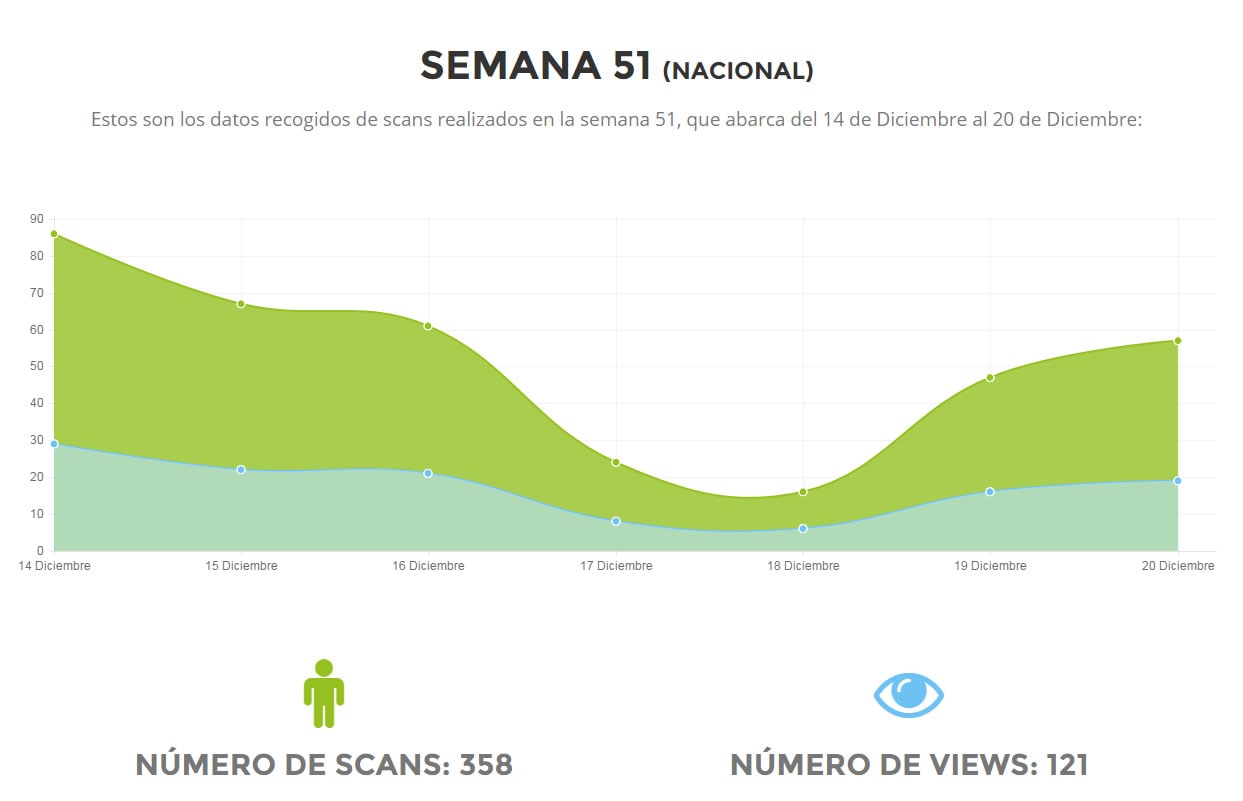 SEMANA 51 (NACIONAL)
Estos son los datos recogidos de scans realizados en la semana 51, que abarca del 14 de Diciembre al 20 de Diciembre:
90
80
70
60
50
40
30
20
10
0
14 Diciembre 15 Diciembre 16 Diciembre 17 Diciembre 18 Diciembre 19 Diciembre 20 Diciembre
NÚMERO DE SCANS: 358
NÚMERO DE VIEWS: 121